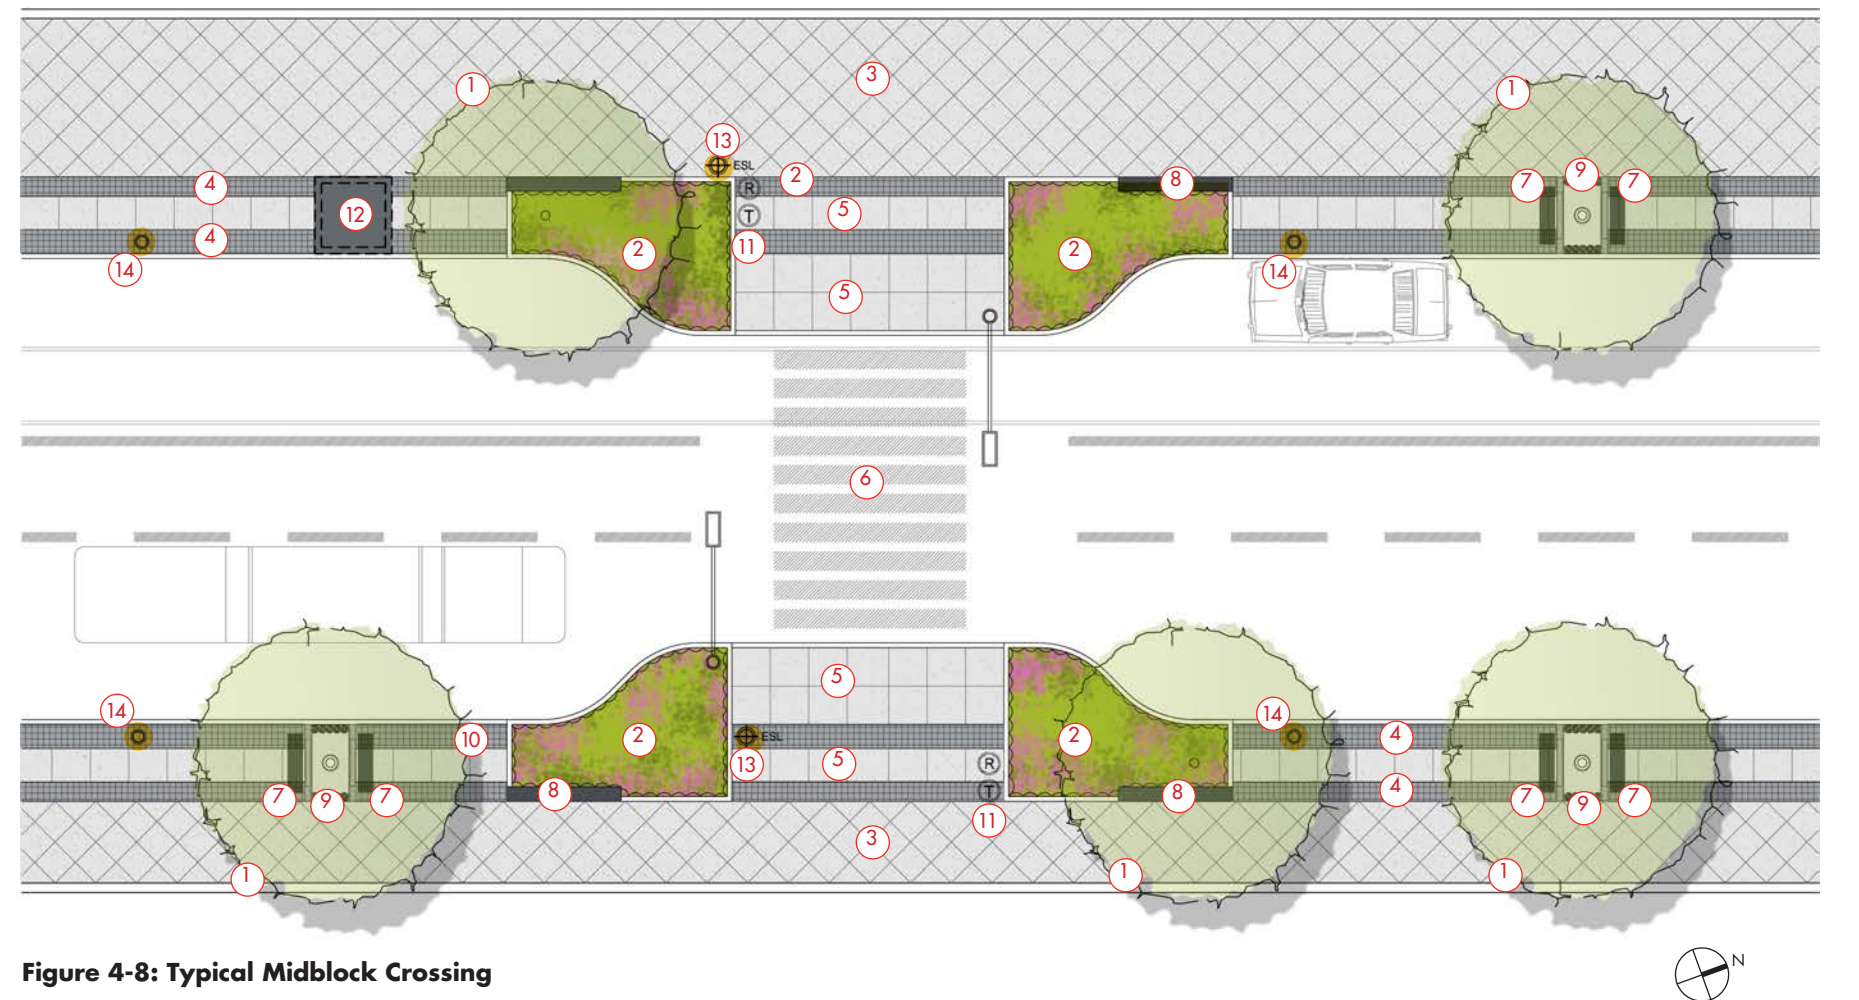 1 3 1
13
ESL
4 R 2 8 7 9 7
12 T 5
4 2 11 2
14 14
5
6
14 5 14
10 2 ESL 2 4
13 5 R
7 9 7 8 T 8 4 7 9 7
11
3
1 1 1
Figure 4-8: Typical Midblock Crossing
N